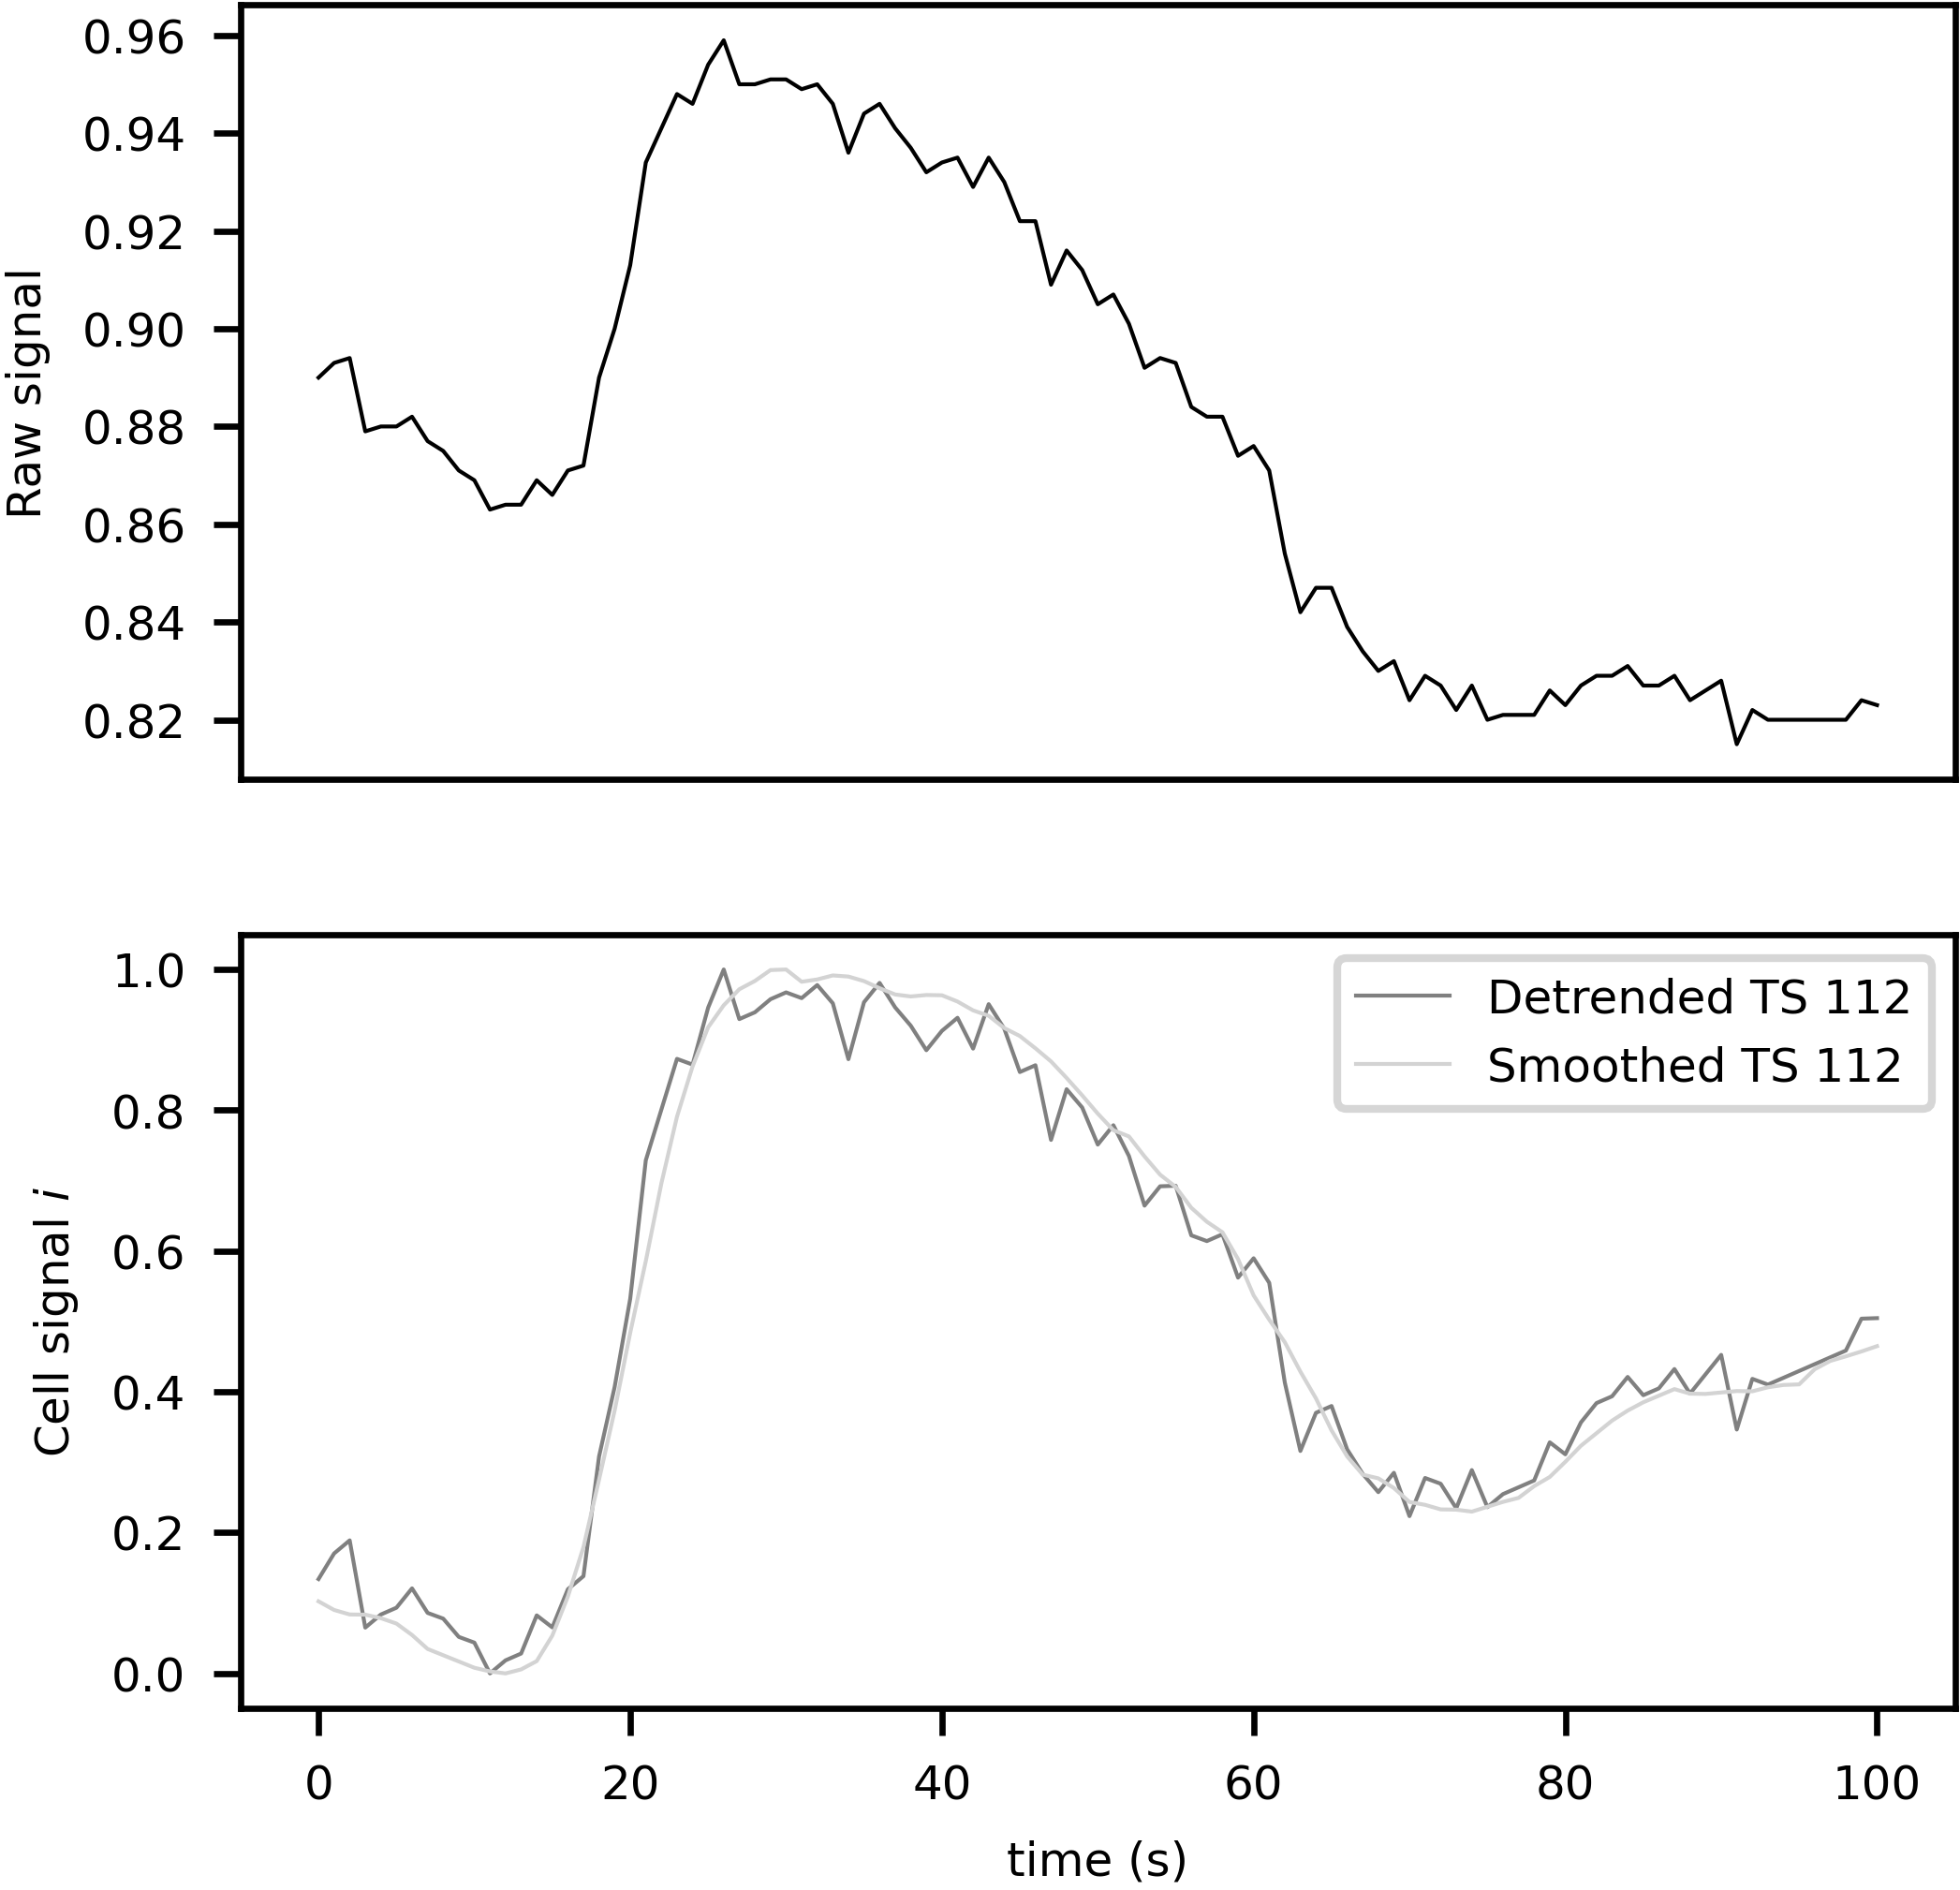 Raw signal
0.96
0.94
0.92
0.90
0.88
0.86
0.84
0.82
Cell signal i
1.0
0.8
0.6
0.4
0.2
0.0
Detrended TS 112
Smoothed TS 112
0 20 40 60 80 100
time (s)